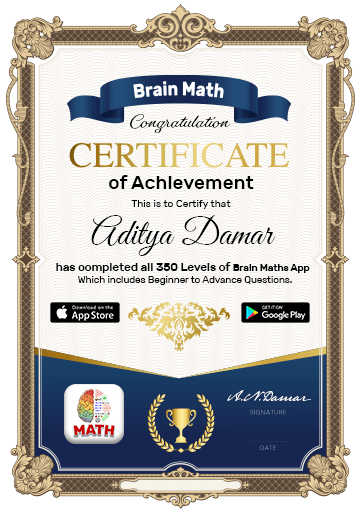 Brain Math
Congratulation
CERTIFICATE
of Achlevement
This is to Certify that
Aditya Damar
has oompleted all 350 Levels of Brain Maths App
Which includes Beginner to Advance Questions.
Download on the
App Store
GET IT ON
Google Play
MATH
A.N.Damar
SIGNATURE
DATE